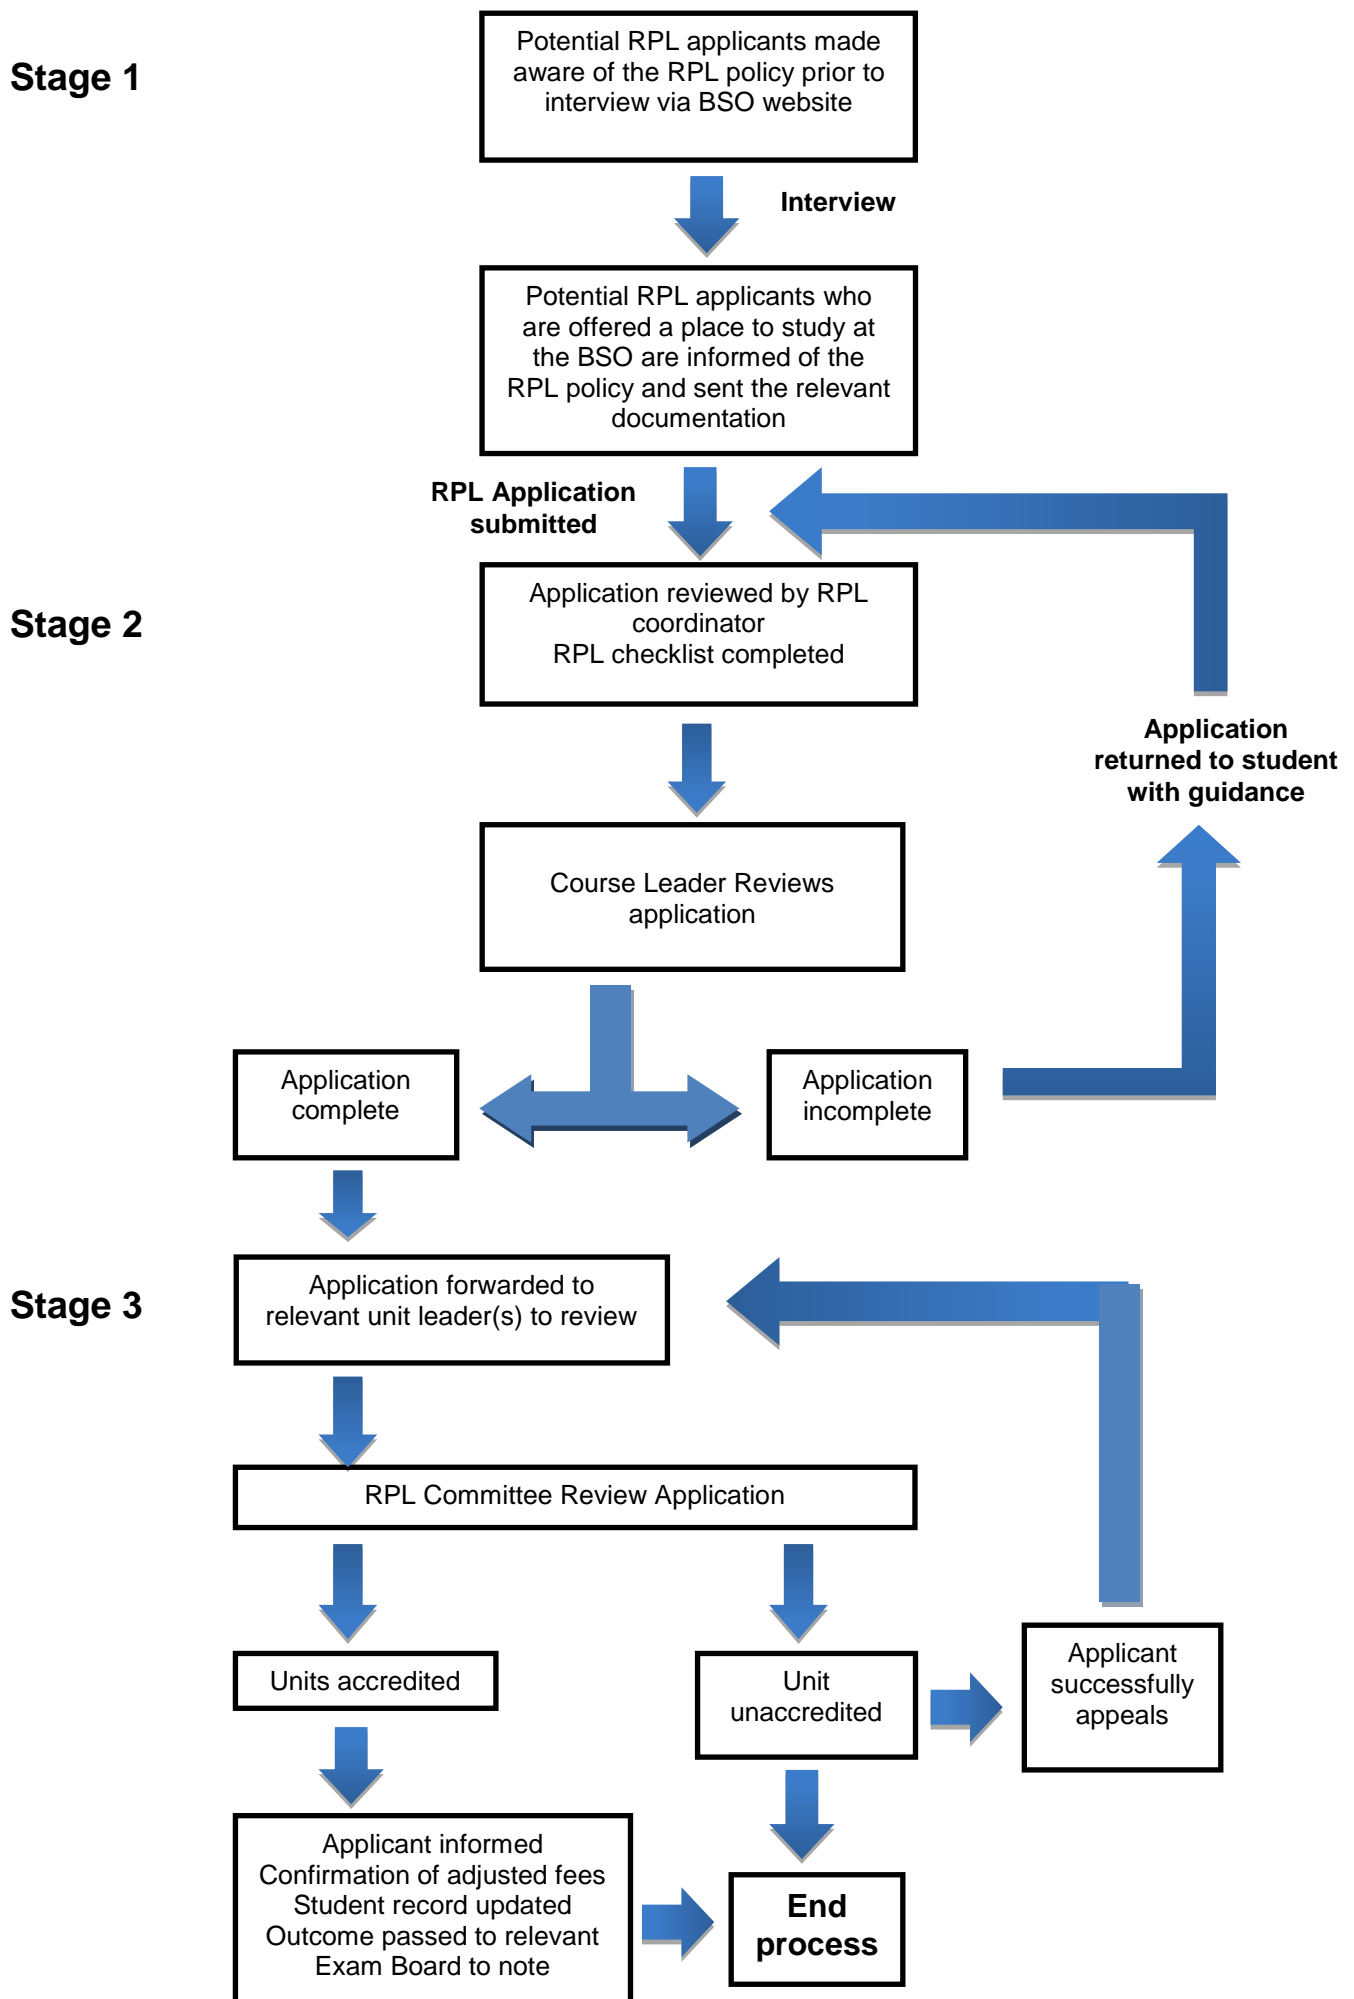 Stage 1
Potential RPL applicants made
aware of the RPL policy prior to
interview via BSO website
Interview
Potential RPL applicants who
are offered a place to study at
the BSO are informed of the
RPL policy and sent the relevant
documentation
RPL Application
submitted
Stage 2
Application reviewed by RPL
coordinator
RPL checklist completed
Application
returned to student
with guidance
Course Leader Reviews
application
Application
complete
Application
incomplete
Stage 3
Application forwarded to
relevant unit leader(s) to review
RPL Committee Review Application
Units accredited
Unit
unaccredited
Applicant
successfully
appeals
Applicant informed
Confirmation of adjusted fees
Student record updated
Outcome passed to relevant
Exam Board to note
End
process